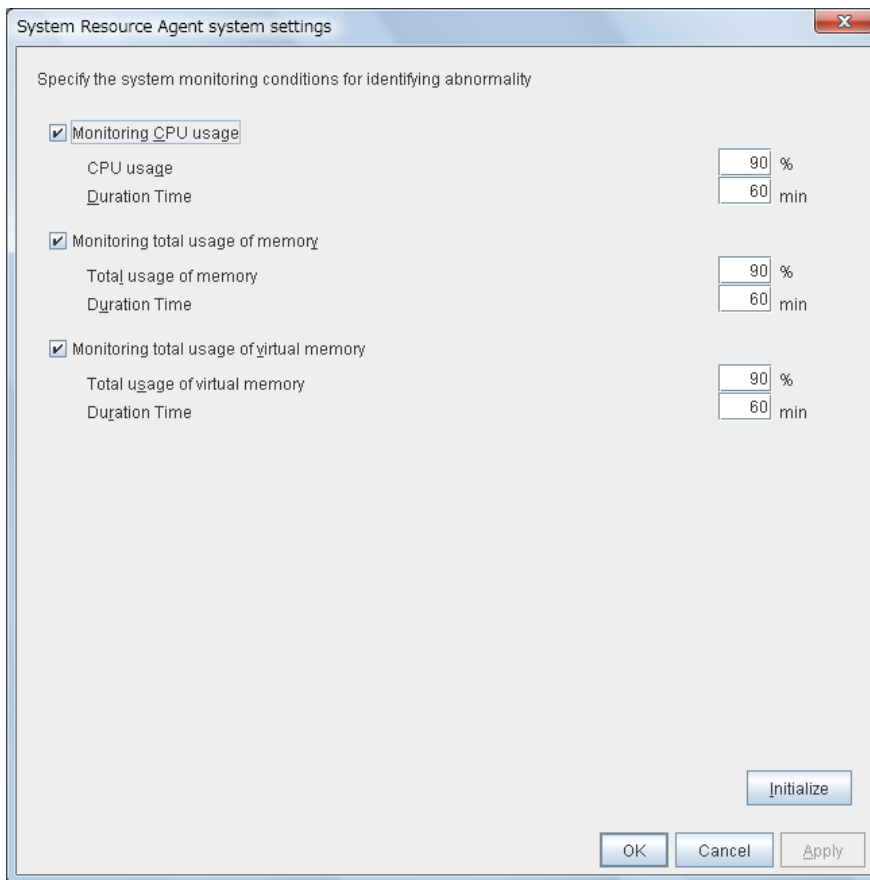 System Resource Agent system settings
Specify the system monitoring conditions for identifying abnormality
Monitoring CPU usage
CPU usage 90 %
Duration Time 60 min
Monitoring total usage of memory
Total usage of memory 90 %
Duration Time 60 min
Monitoring total usage of virtual memory
Total usage of virtual memory 90 %
Duration Time 60 min
Initialize
OK Cancel Apply